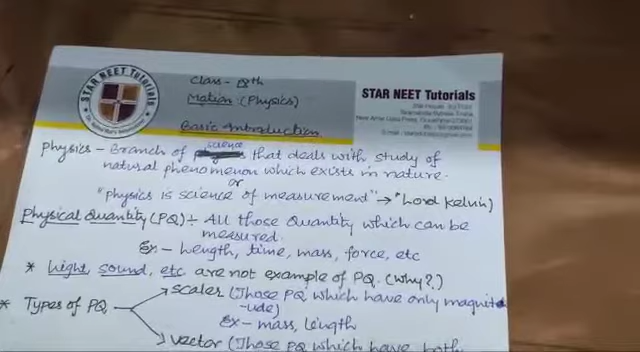 STAR NEET Tutorials
Class - 9th
Motion (Physics)
STAR NEET Tutorials
Basic Introduction
Physics - Branch of science that deals with study of
natural phenomenon which exists in nature.
or
"Physics is science of measurement" → "Lord Kelvin)
Physical Quantity (PQ) ÷ All those Quantity which can be
measured.
Ex - Length, time, mass, force, etc
* Light, sound, etc are not example of PQ. (Why?)
* Types of PQ
Scaler (Those PQ which have only magnit
-ude)
Ex - mass, length
Vector (Those PQ which have both